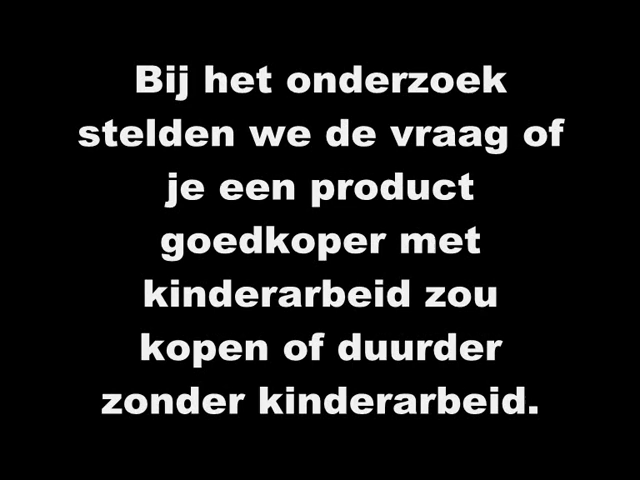 Bij het onderzoek
stelden we de vraag of
je een product
goedkoper met
kinderarbeid zou
kopen of duurder
zonder kinderarbeid.